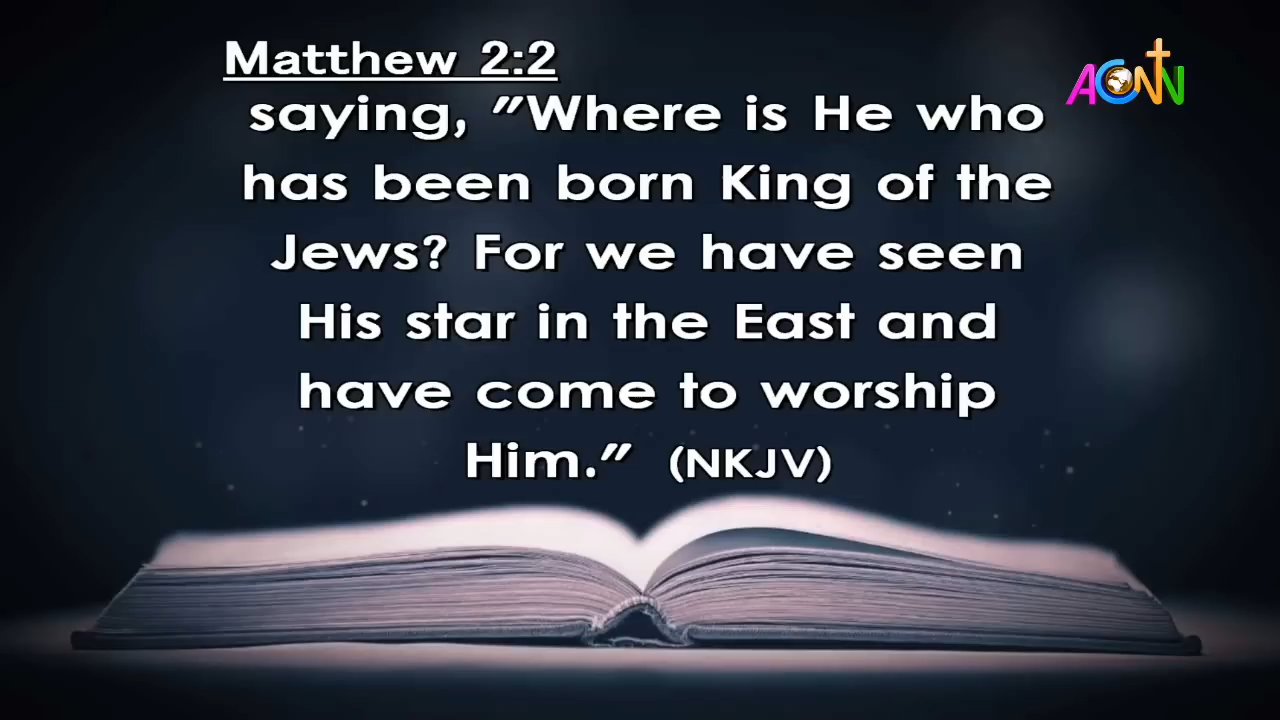 Matthew 2:2
saying, "Where is He who
has been born King of the
Jews? For we have seen
His star in the East and
have come to worship
Him." (NKJV)
ACNN